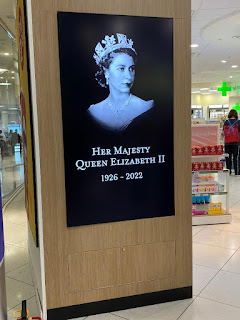 Her Majesty
Queen Elizabeth II
1926 – 2022